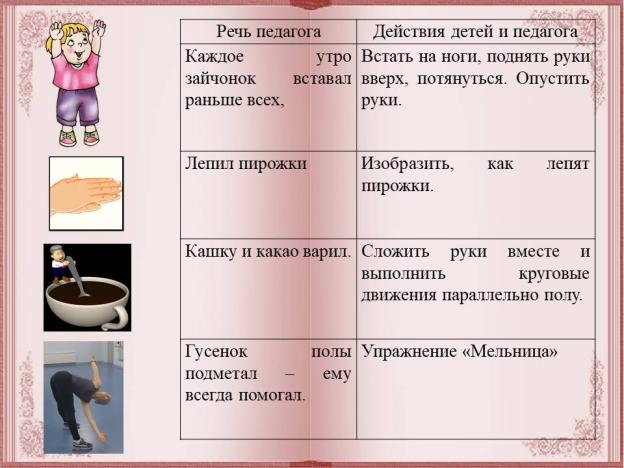 Речь педагога
Действия детей и педагога
Каждое утро
зайчонок вставал
раньше всех,
Встать на ноги, поднять руки
вверх, потянуться. Опустить
руки.
Лепил пирожки
Изобразить, как лепят
пирожки.
Кашку и какао варил.
Сложить руки вместе и
выполнить круговые
движения параллельно полу.
Гусенок полы
подметал – ему
всегда помогал.
Упражнение «Мельница»